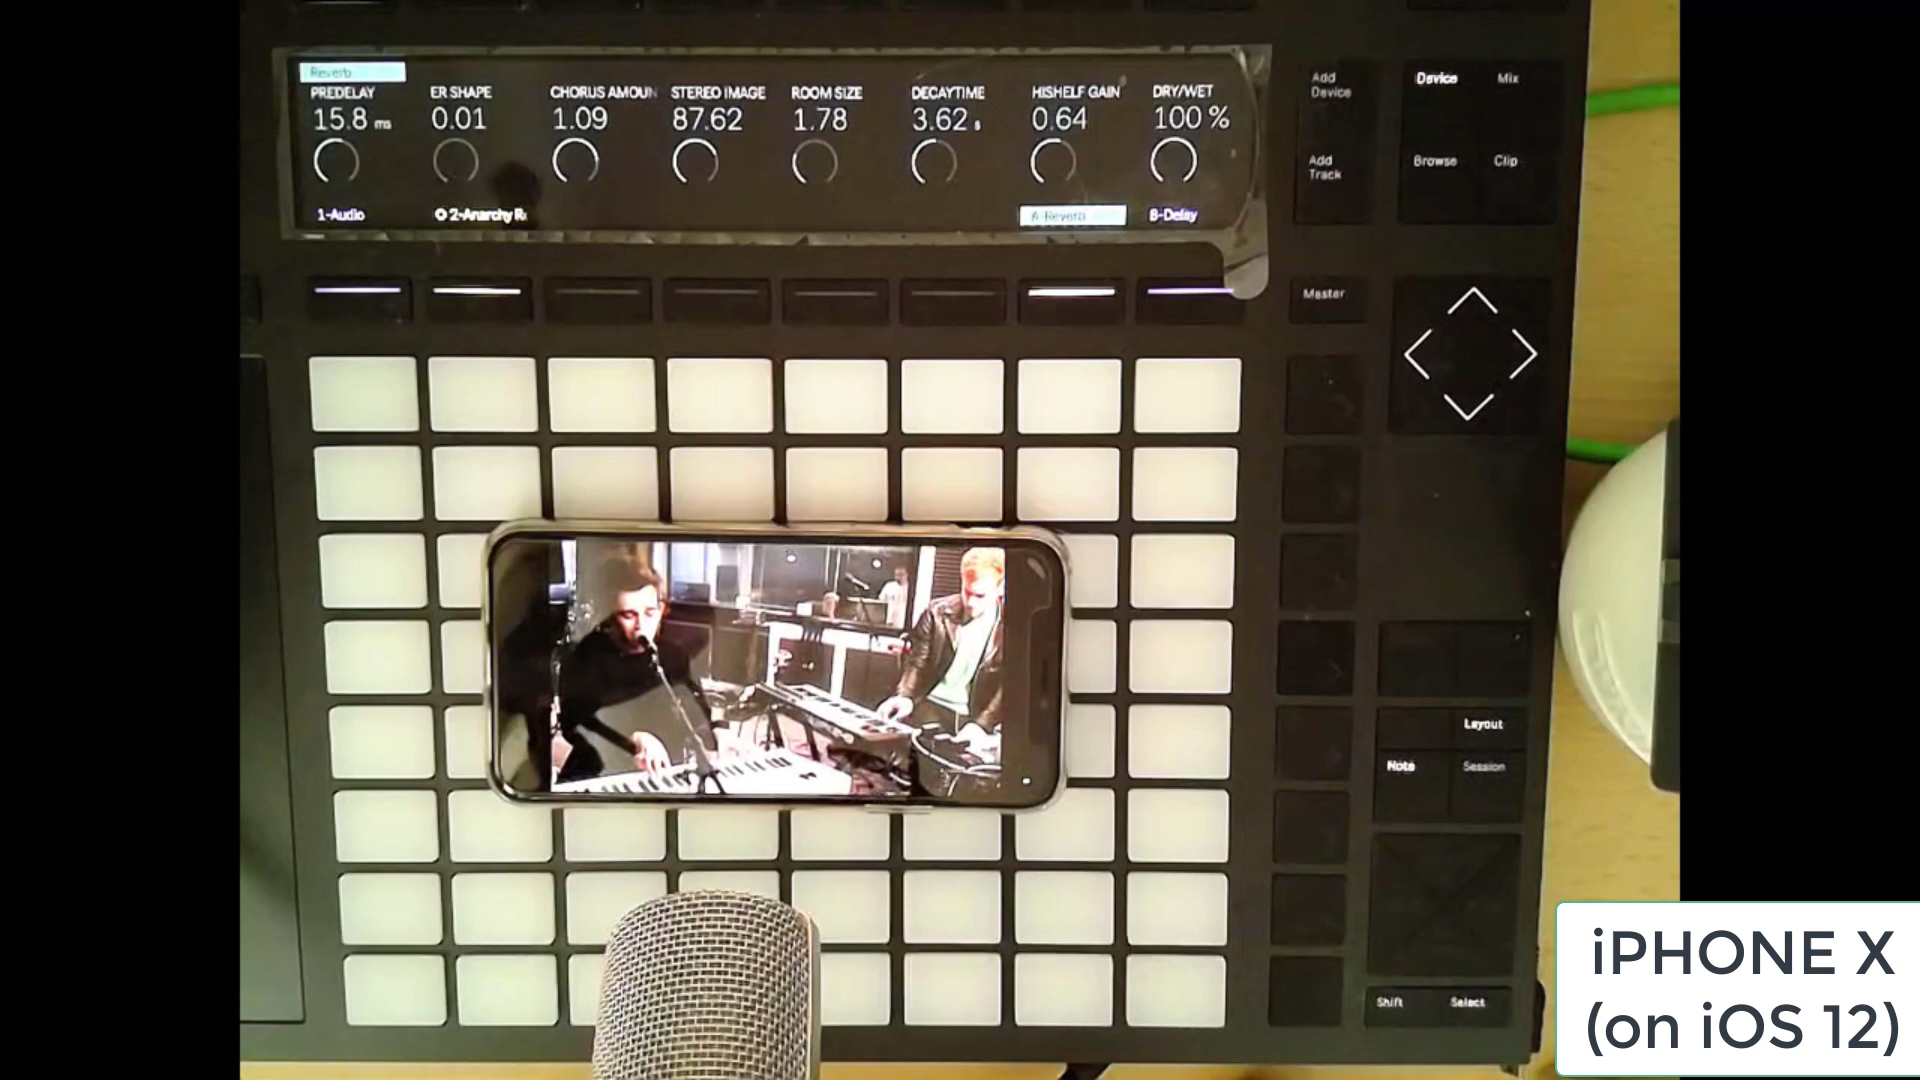 Reverb
PREDELAY ER SHAPE CHORUS AMOUN STEREO IMAGE ROOM SIZE DECAYTIME HISHELF GAIN DRY/WET
15.8 ms 0.01 1.09 87.62 1.78 3.62 s 0.64 100 %
1-Audio 2-Anarchy R A-Reverb B-Delay
Add Device
Device Mix
Add Track
Browse Clip
Master
Layout
Note Session
Shift Select
iPHONE X
(on iOS 12)